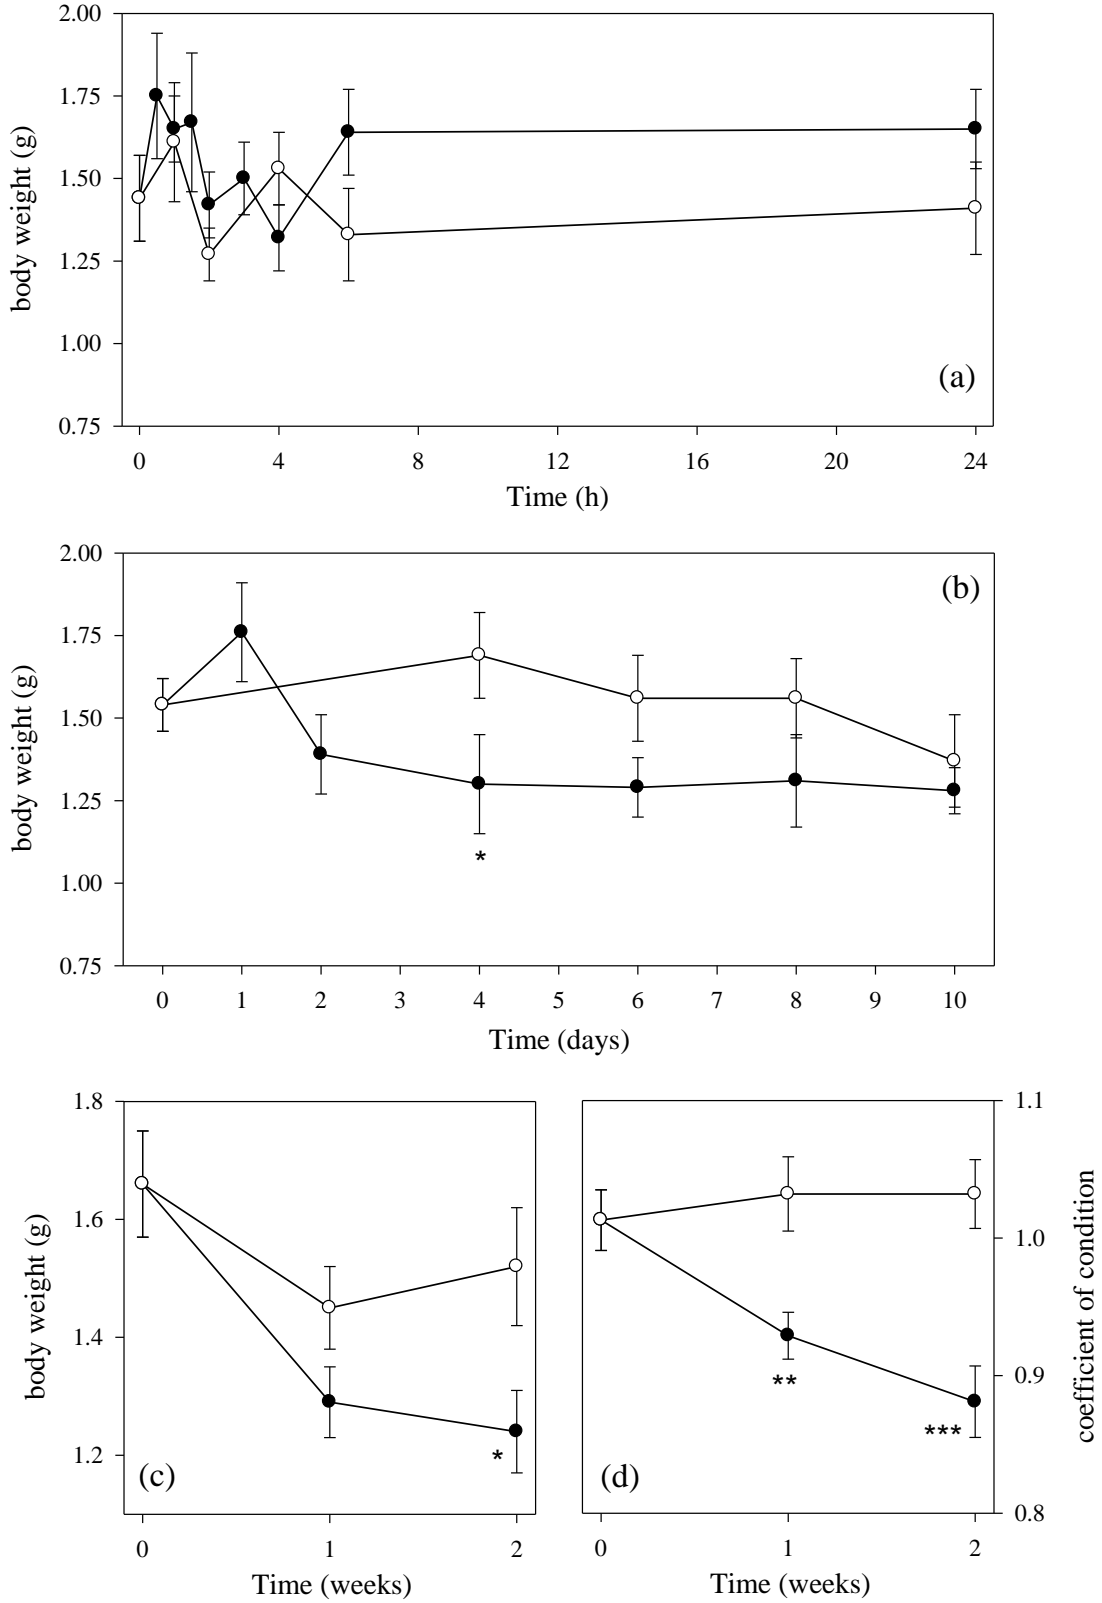 2.00
1.75
1.50
1.25
1.00
0.75
body weight (g)
(a)
0 4 8 12 16 20 24
Time (h)
2.00
1.75
1.50
1.25
1.00
0.75
body weight (g)
(b)
*
0 1 2 3 4 6 7 8 9 10
Time (days)
1.8
1.6
1.4
1.2
body weight (g)
*
(c)
0 1 2
Time (weeks)
1.1
1.0
0.9
0.8
coefficient of condition
**
***
(d)
0 1 2
Time (weeks)